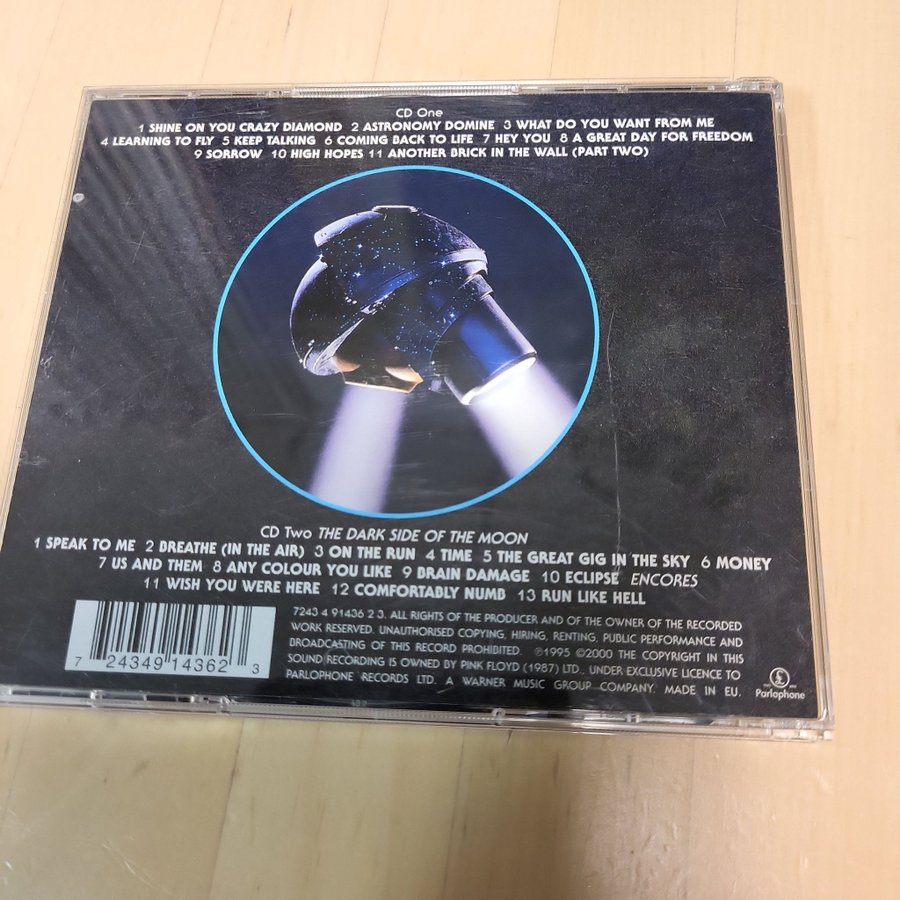 CD One
1 SHINE ON YOU CRAZY DIAMOND 2 ASTRONOMY DOMINE 3 WHAT DO YOU WANT FROM ME
4 LEARNING TO FLY 5 KEEP TALKING 6 COMING BACK TO LIFE 7 HEY YOU 8 A GREAT DAY FOR FREEDOM
9 SORROW 10 HIGH HOPES 11 ANOTHER BRICK IN THE WALL (PART TWO)
CD Two THE DARK SIDE OF THE MOON
1 SPEAK TO ME 2 BREATHE (IN THE AIR) 3 ON THE RUN 4 TIME 5 THE GREAT GIG IN THE SKY 6 MONEY
7 US AND THEM 8 ANY COLOUR YOU LIKE 9 BRAIN DAMAGE 10 ECLIPSE ENCORES
11 WISH YOU WERE HERE 12 COMFORTABLY NUMB 13 RUN LIKE HELL
7243 4 91436 2 3. ALL RIGHTS OF THE PRODUCER AND OF THE OWNER OF THE RECORDED
WORK RESERVED. UNAUTHORISED COPYING, HIRING, RENTING, PUBLIC PERFORMANCE AND
BROADCASTING OF THIS RECORD PROHIBITED. ℗1995 ©2000 THE COPYRIGHT IN THIS
SOUND RECORDING IS OWNED BY PINK FLOYD (1987) LTD., UNDER EXCLUSIVE LICENCE TO
PARLOPHONE RECORDS LTD. A WARNER MUSIC GROUP COMPANY. MADE IN EU.
7 24349 14362 3
£
Parlophone